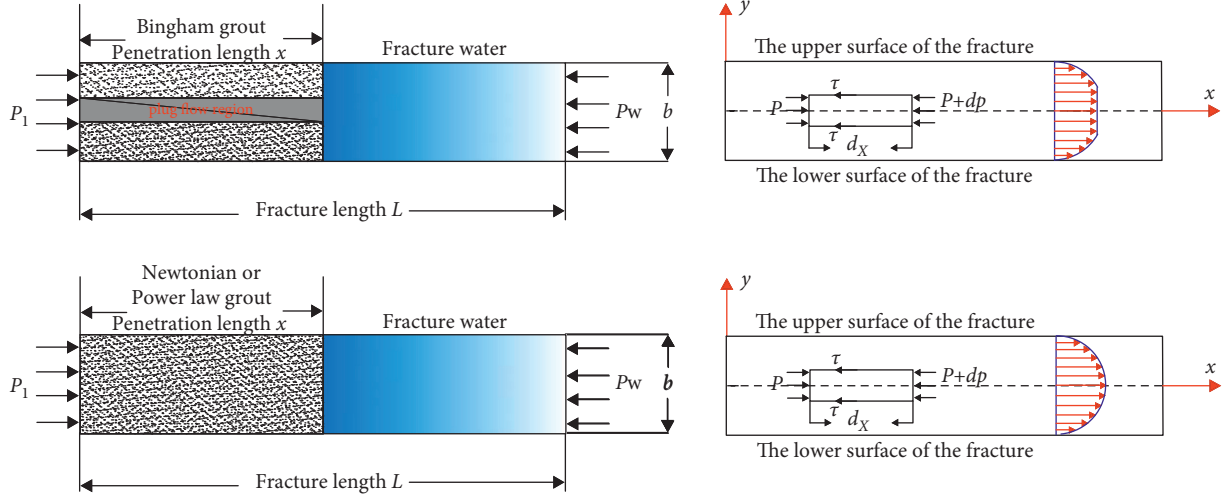 Bingham grout
Penetration length x
Fracture water
P1
plug flow region
Pw
b
Fracture length L
y
The upper surface of the fracture
τ
P
P+dp
x
τ
dX
The lower surface of the fracture
Newtonian or
Power law grout
Penetration length x
Fracture water
P1
Pw
b
Fracture length L
y
The upper surface of the fracture
τ
P
P+dp
x
τ
dX
The lower surface of the fracture